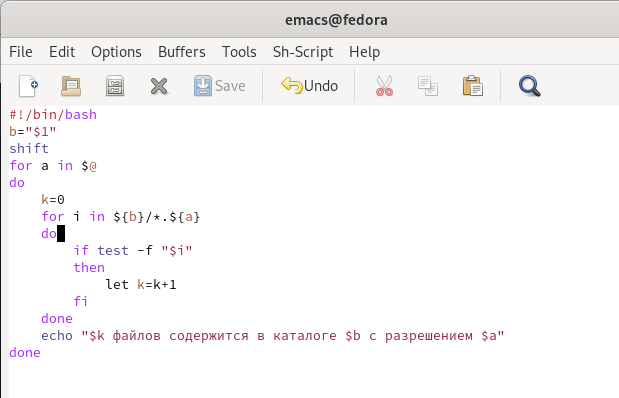 emacs@fedora
File Edit Options Buffers Tools Sh-Script Help
Save Undo
#!/bin/bash
b="$1"
shift
for a in $@
do
    k=0
    for i in ${b}/*.${a}
    do
        if test -f "$i"
        then
            let k=k+1
        fi
    done
    echo "$k файлов содержится в каталоге $b с разрешением $a"
done